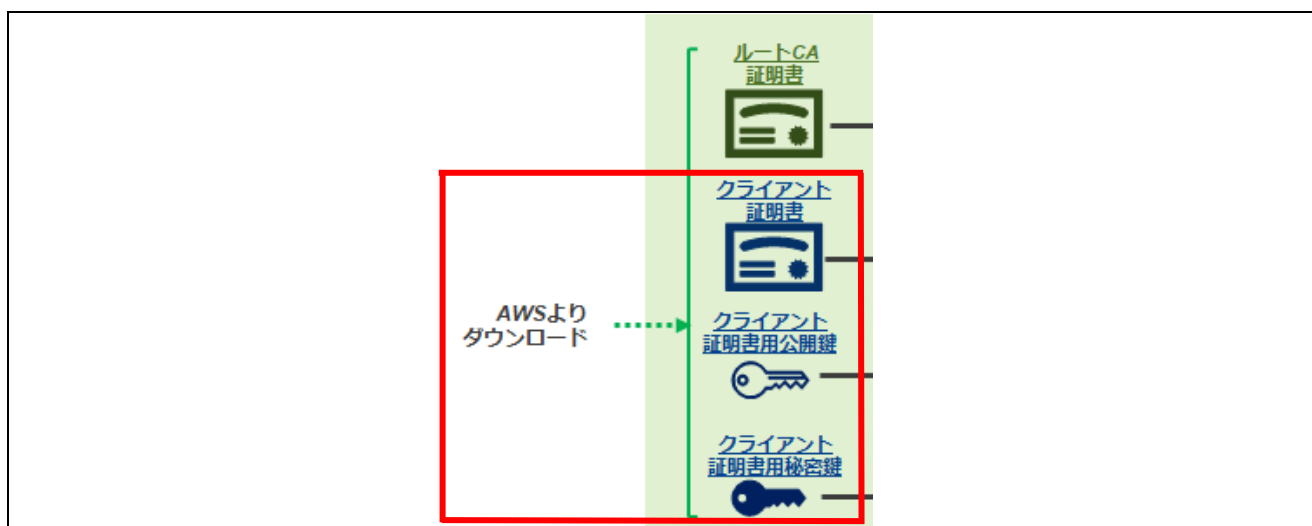 ルートCA
証明書
クライアント
証明書
AWSより
ダウンロード
クライアント
証明書用公開鍵
クライアント
証明書用秘密鍵